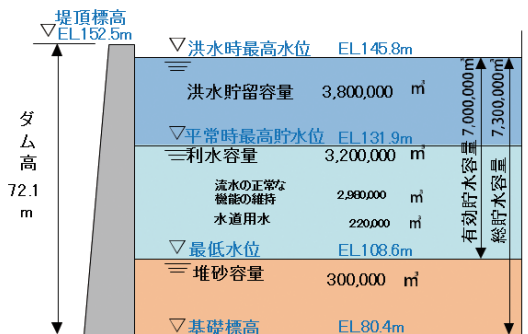 堤頂標高
▽EL152.5m
▽洪水時最高水位 EL145.8m
洪水貯留容量 3,800,000 ㎥
▽平常時最高貯水位 EL131.9m
利水容量 3,200,000 ㎥
流水の正常な
機能の維持 2,980,000 ㎥
水道用水 220,000 ㎥
▽最低水位 EL108.6m
堆砂容量 300,000 ㎥
▽基礎標高 EL80.4m
ダム高
72.1
m
有効貯水容量 7,000,000㎥
総貯水容量 7,300,000㎥